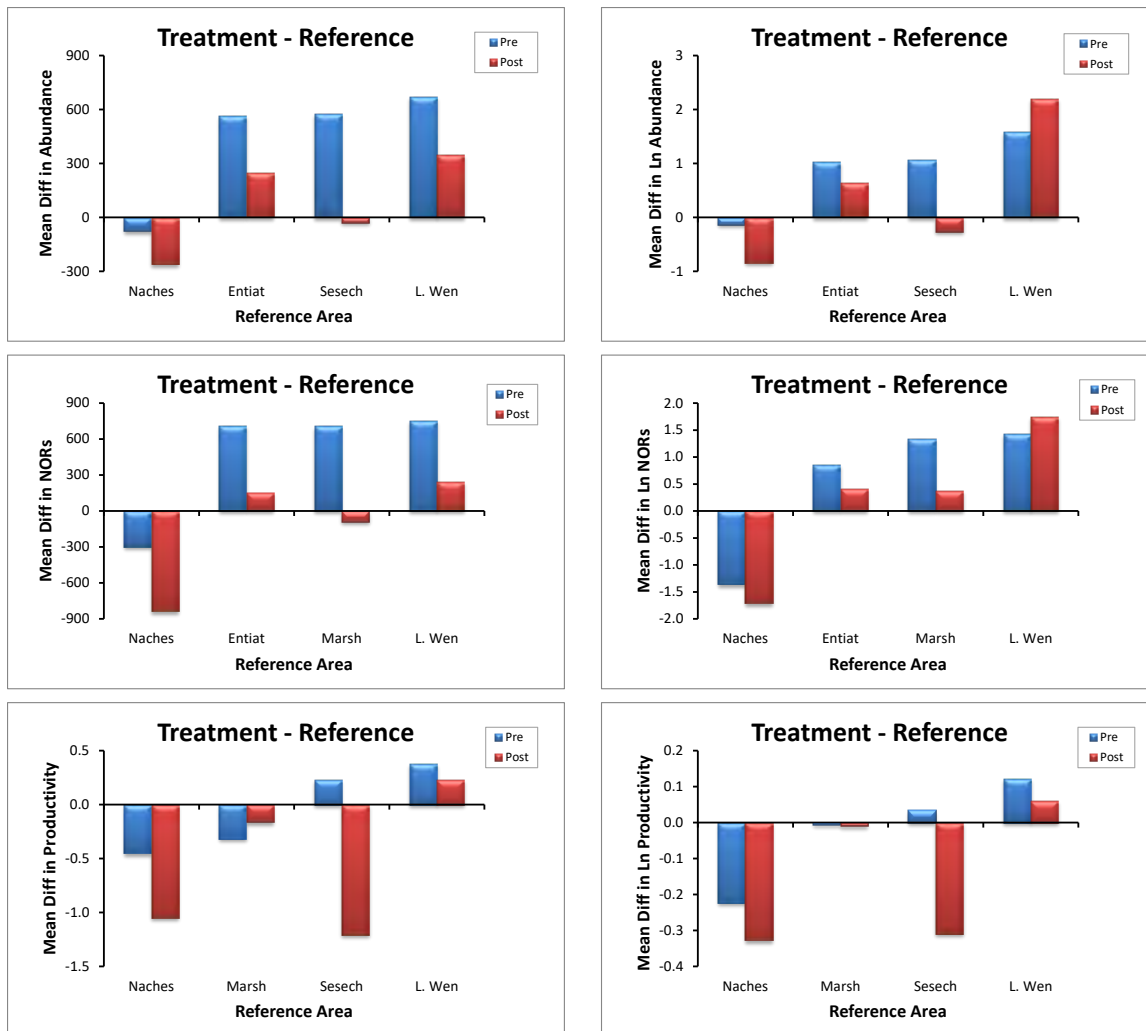 Treatment - Reference
Pre
Post
Mean Diff in Abundance
900
600
300
0
-300
Naches Entiat Sesech L. Wen
Reference Area
Treatment - Reference
Pre
Post
Mean Diff in Ln Abundance
3
2
1
0
-1
Naches Entiat Sesech L. Wen
Reference Area
Treatment - Reference
Pre
Post
Mean Diff in NORs
900
600
300
0
-300
-600
-900
Naches Entiat Marsh L. Wen
Reference Area
Treatment - Reference
Pre
Post
Mean Diff in Ln NORs
2.0
1.5
1.0
0.5
0.0
-0.5
-1.0
-1.5
-2.0
Naches Entiat Marsh L. Wen
Reference Area
Treatment - Reference
Pre
Post
Mean Diff in Productivity
0.5
0.0
-0.5
-1.0
-1.5
Naches Marsh Sesech L. Wen
Reference Area
Treatment - Reference
Pre
Post
Mean Diff in Ln Productivity
0.2
0.1
0.0
-0.1
-0.2
-0.3
-0.4
Naches Marsh Sesech L. Wen
Reference Area